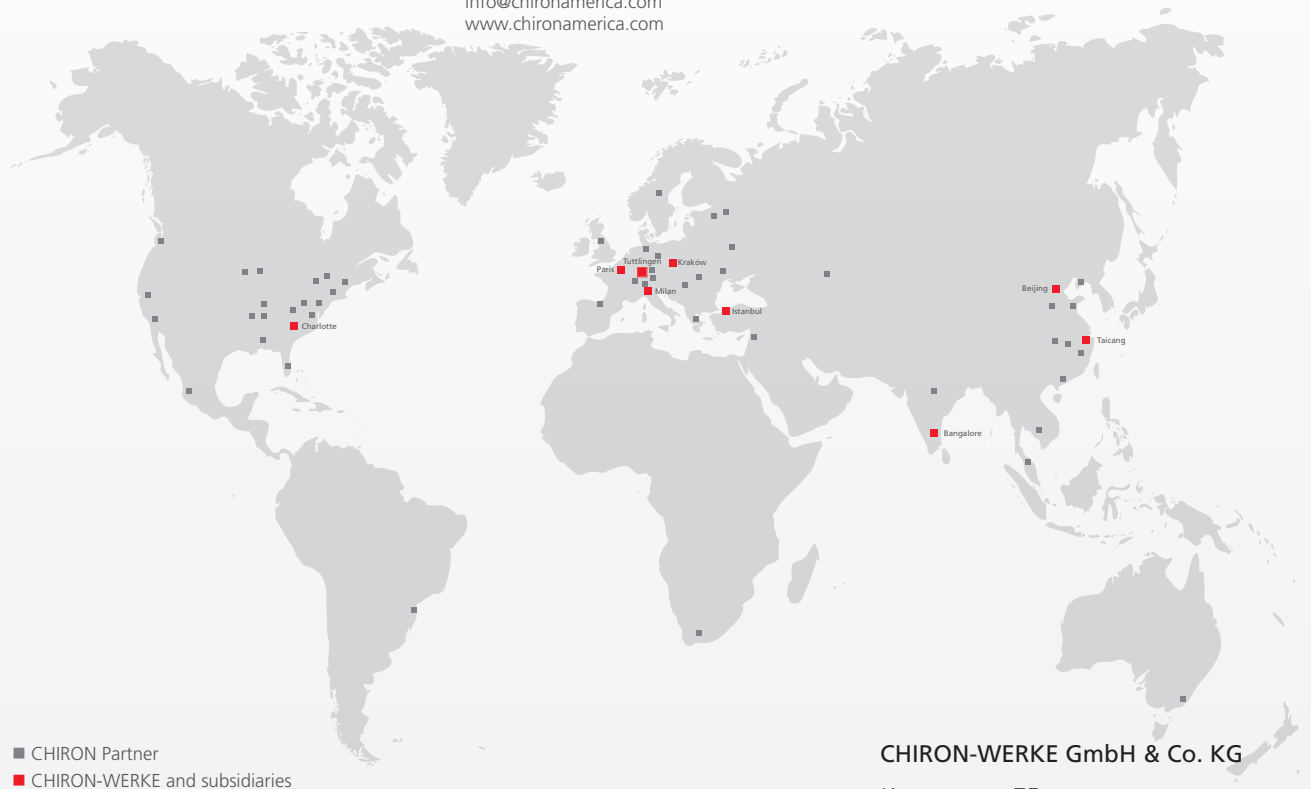 info@chironamerica.com
www.chironamerica.com
Tuttlingen
Kraków
Paris
Milan
Istanbul
Charlotte
Beijing
Taicang
Bangalore
CHIRON Partner
CHIRON-WERKE and subsidiaries
CHIRON-WERKE GmbH & Co. KG